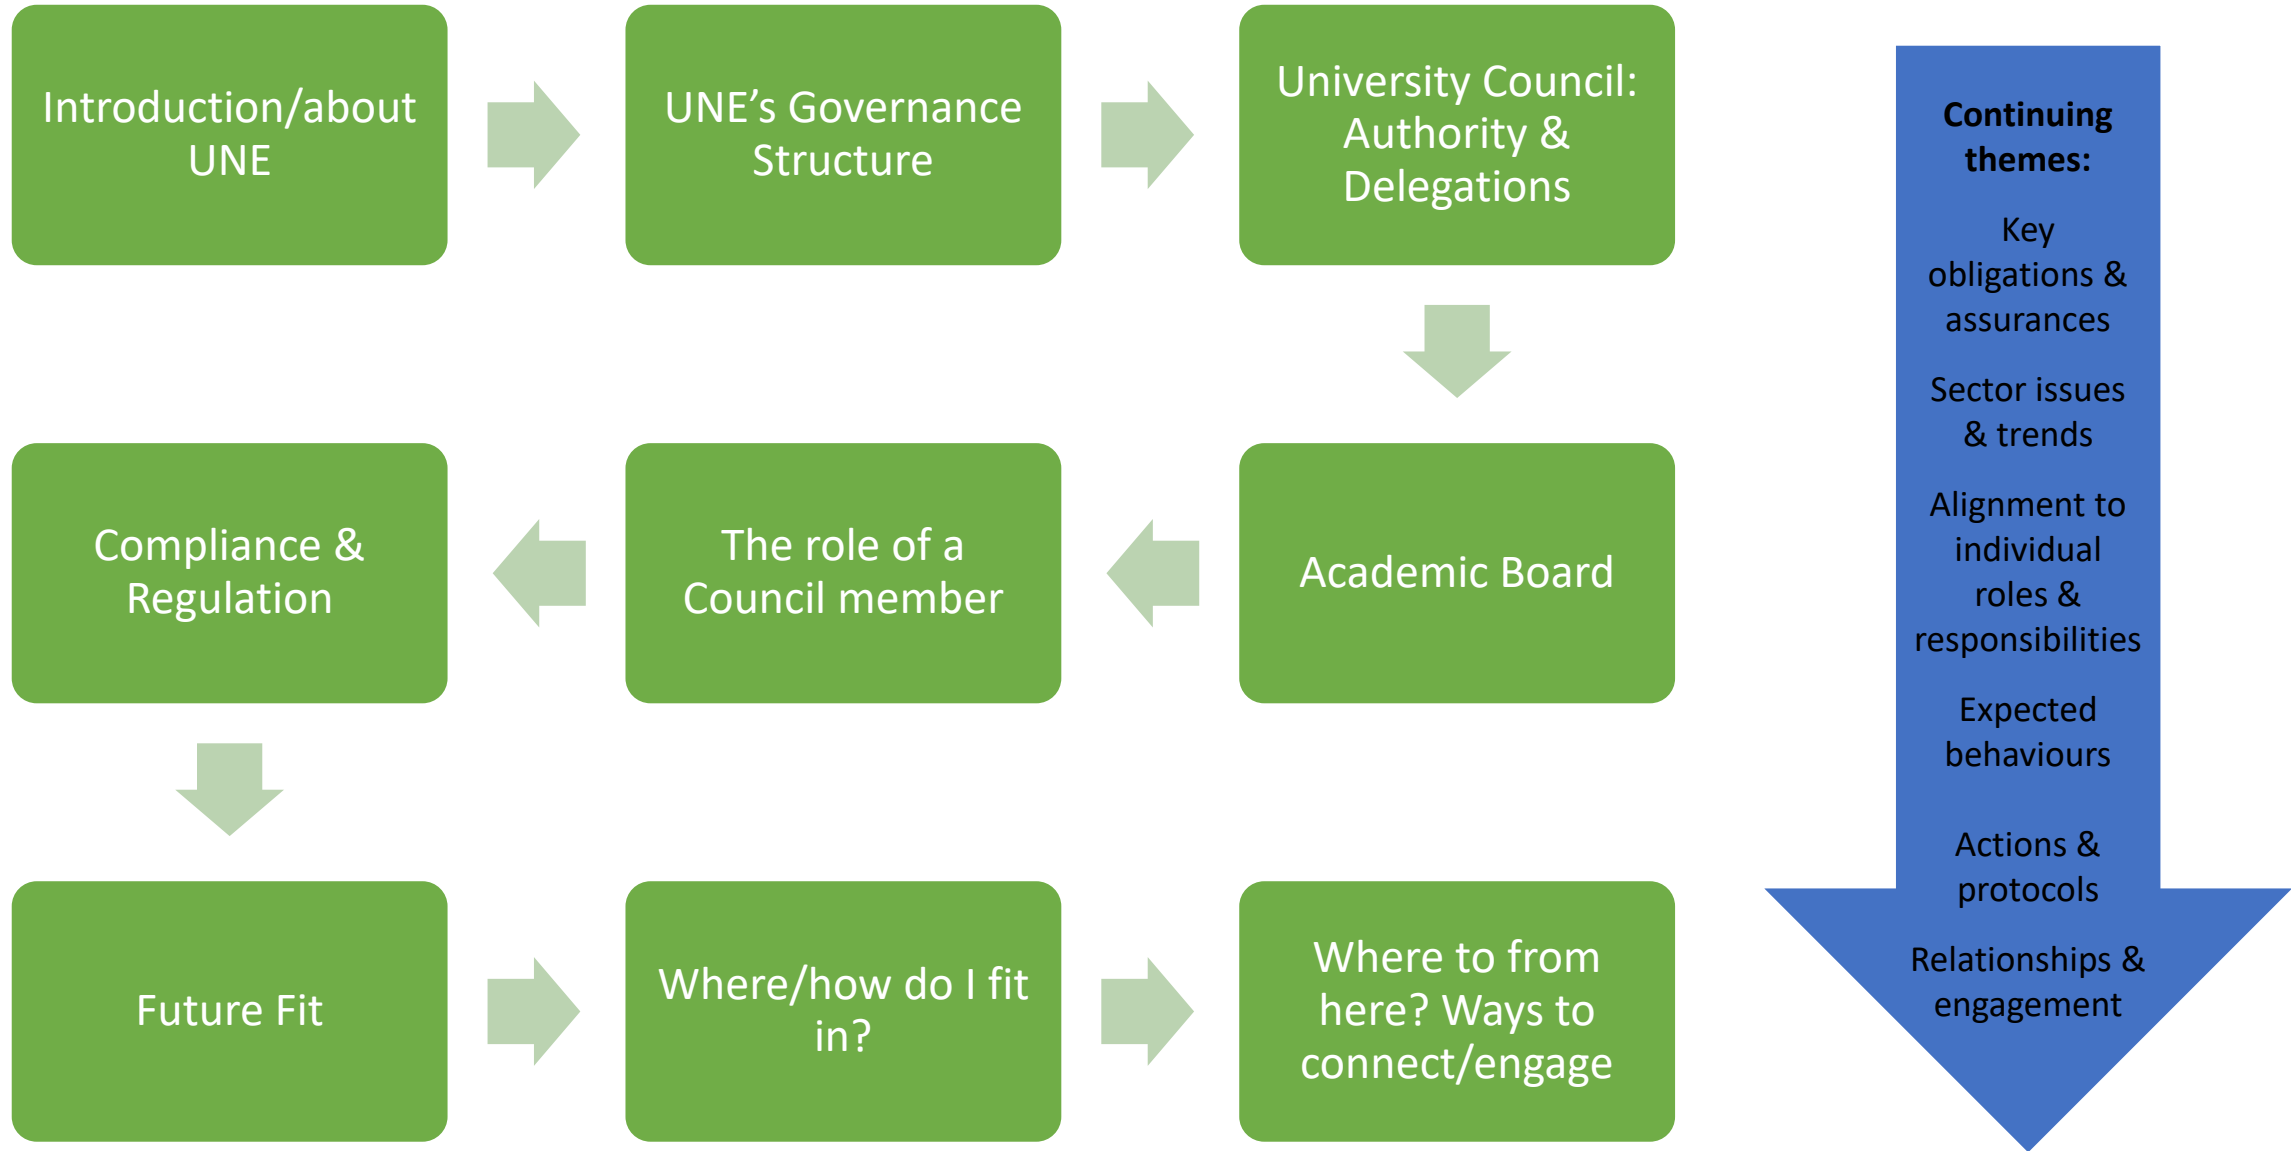 Introduction/about
UNE
UNE’s Governance
Structure
University Council:
Authority &
Delegations
Academic Board
The role of a
Council member
Compliance &
Regulation
Future Fit
Where/how do I fit
in?
Where to from
here? Ways to
connect/engage
Continuing
themes:
Key
obligations &
assurances
Sector issues
& trends
Alignment to
individual
roles &
responsibilities
Expected
behaviours
Actions &
protocols
Relationships &
engagement